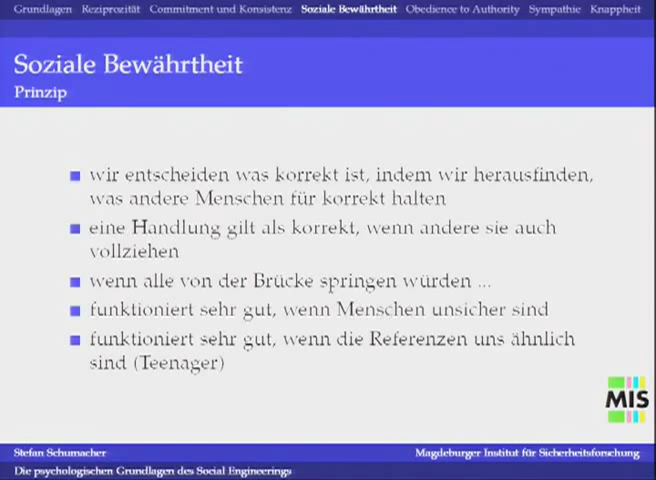 Grundlagen Reziprozität Commitment und Konsistenz Soziale Bewährtheit Obedience to Authority Sympathie Knappheit
Soziale Bewährtheit
Prinzip
wir entscheiden was korrekt ist, indem wir herausfinden,
was andere Menschen für korrekt halten
eine Handlung gilt als korrekt, wenn andere sie auch
vollziehen
wenn alle von der Brücke springen würden ...
funktioniert sehr gut, wenn Menschen unsicher sind
funktioniert sehr gut, wenn die Referenzen uns ähnlich
sind (Teenager)
MIS
Stefan Schumacher Magdeburger Institut für Sicherheitsforschung
Die psychologischen Grundlagen des Social Engineerings